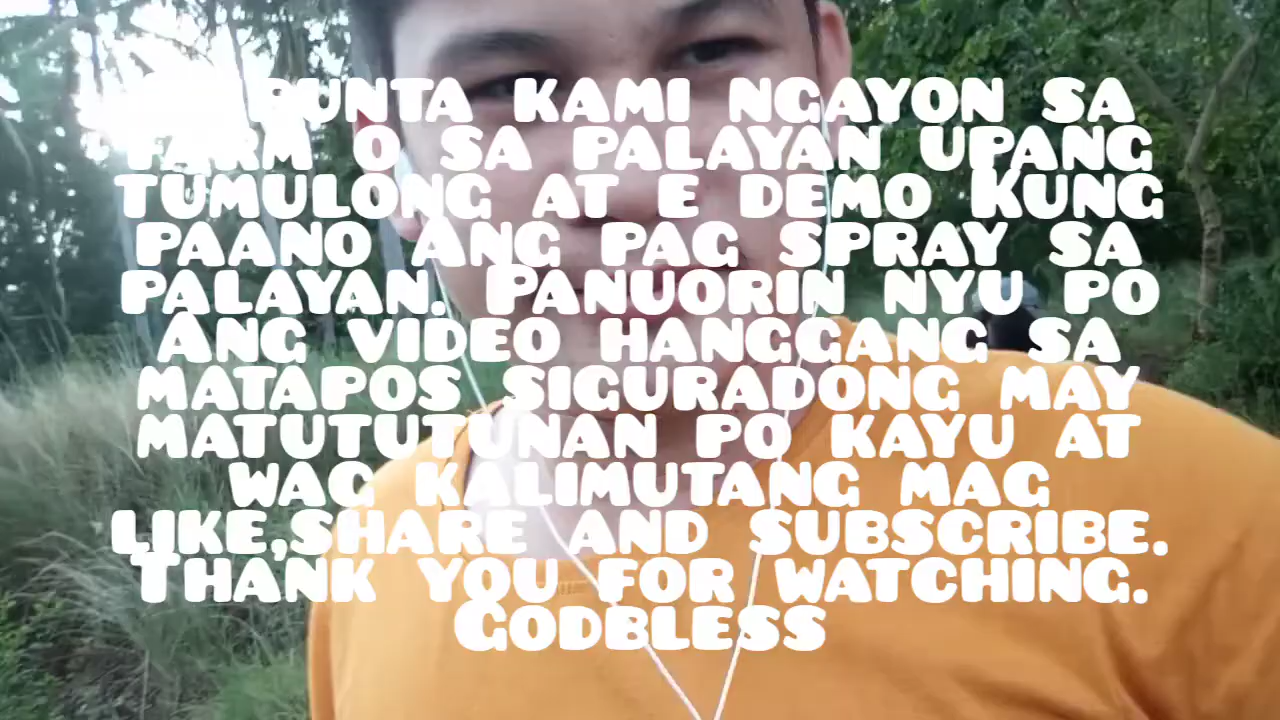 PUNTA KAMI NGAYON SA
FARM O SA PALAYAN UPANG
TUMULONG AT E DEMO KUNG
PAANO ANG PAG SPRAY SA
PALAYAN. PANUORIN NYU PO
ANG VIDEO HANGGANG SA
MATAPOS SIGURADONG MAY
MATUTUTUNAN PO KAYU AT
WAG KALIMUTANG MAG
LIKE,SHARE AND SUBSCRIBE.
THANK YOU FOR WATCHING.
GODBLESS